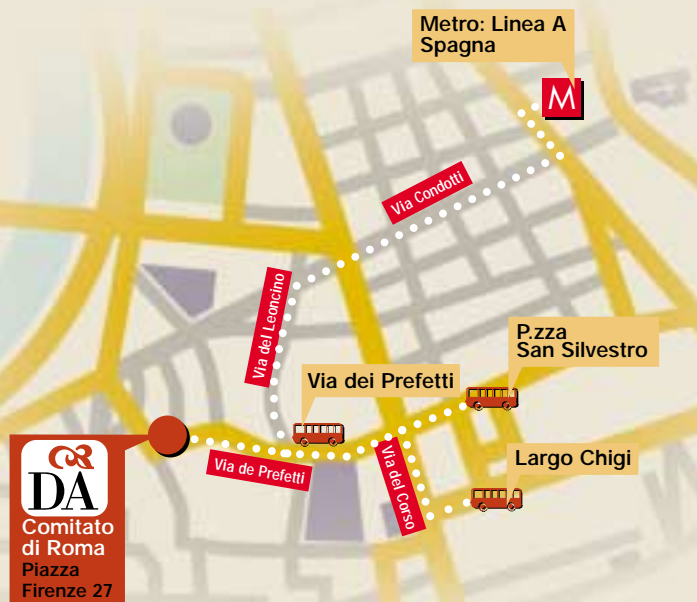 Metro: Linea A
Spagna
M
Via Condotti
Via del Leoncino
P.zza
San Silvestro
Via dei Prefetti
Via de Prefetti
Via del Corso
Largo Chigi
DA
Comitato
di Roma
Piazza
Firenze 27